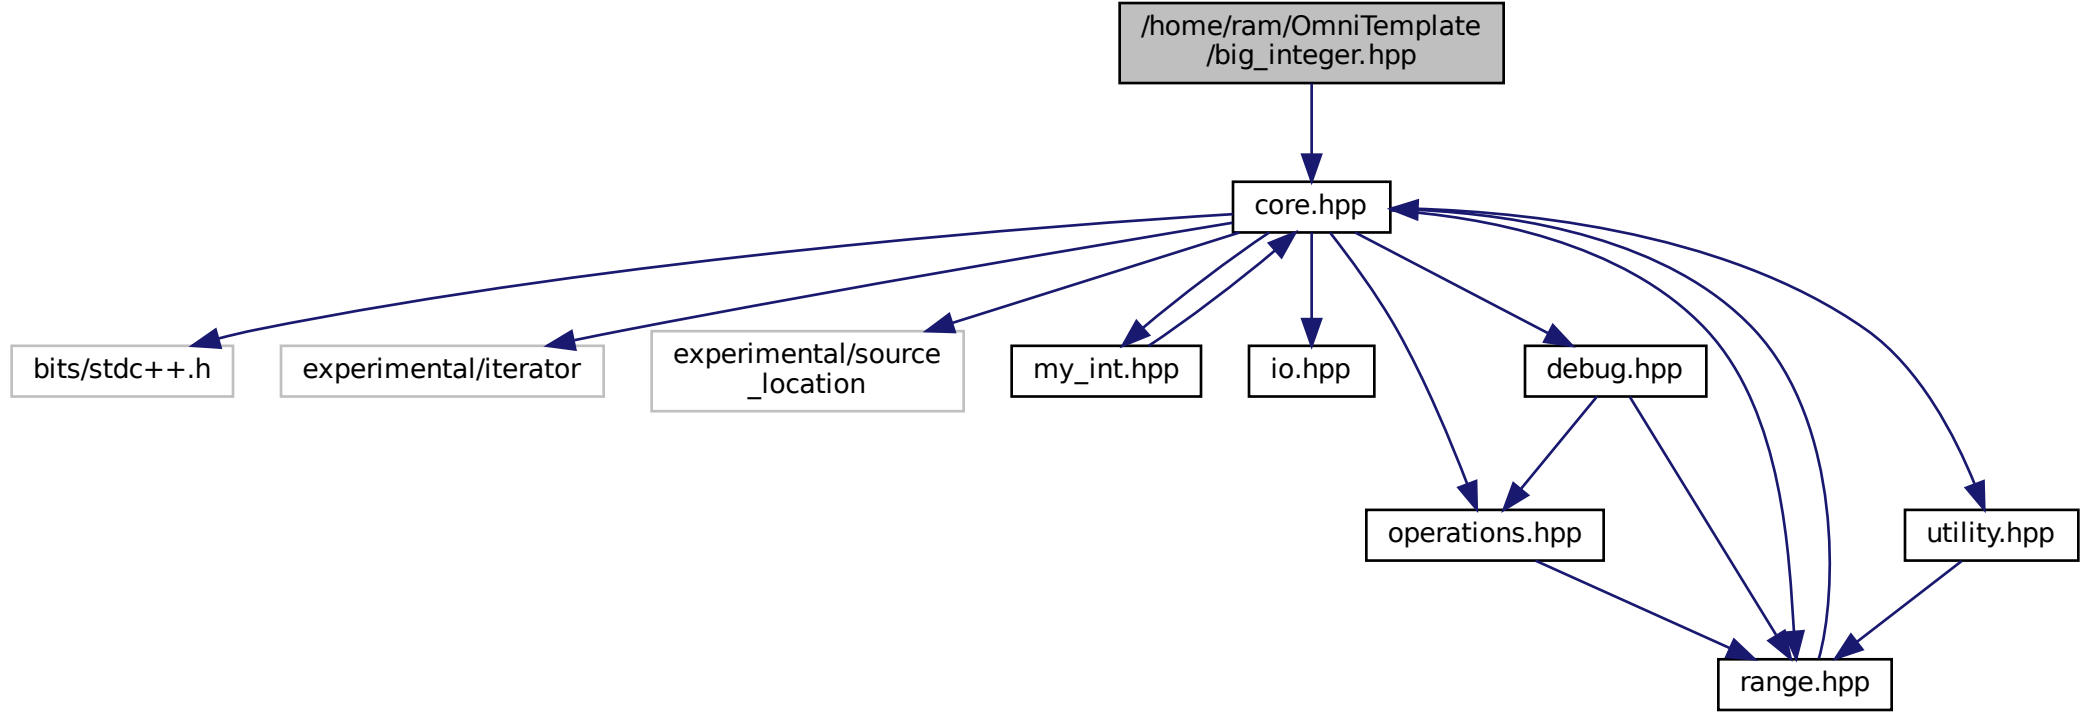 /home/ram/OmniTemplate
/big_integer.hpp
core.hpp
bits/stdc++.h
experimental/iterator
experimental/source
_location
my_int.hpp
io.hpp
debug.hpp
operations.hpp
utility.hpp
range.hpp